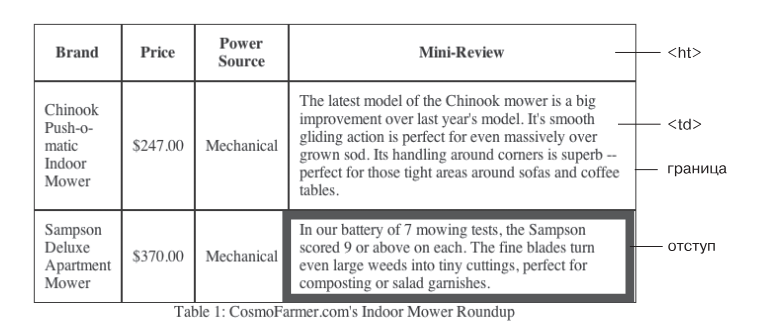 Brand Price Power Source Mini-Review <ht>
Chinook
Push-o-
matic
Indoor
Mower
$247.00
Mechanical
The latest model of the Chinook mower is a big
improvement over last year's model. It's smooth
gliding action is perfect for even massively over
grown sod. Its handling around corners is superb --
perfect for those tight areas around sofas and coffee
tables.
<td>
граница
Sampson
Deluxe
Apartment
Mower
$370.00
Mechanical
In our battery of 7 mowing tests, the Sampson
scored 9 or above on each. The fine blades turn
even large weeds into tiny cuttings, perfect for
composting or salad garnishes.
отступ
Table 1: CosmoFarmer.com's Indoor Mower Roundup